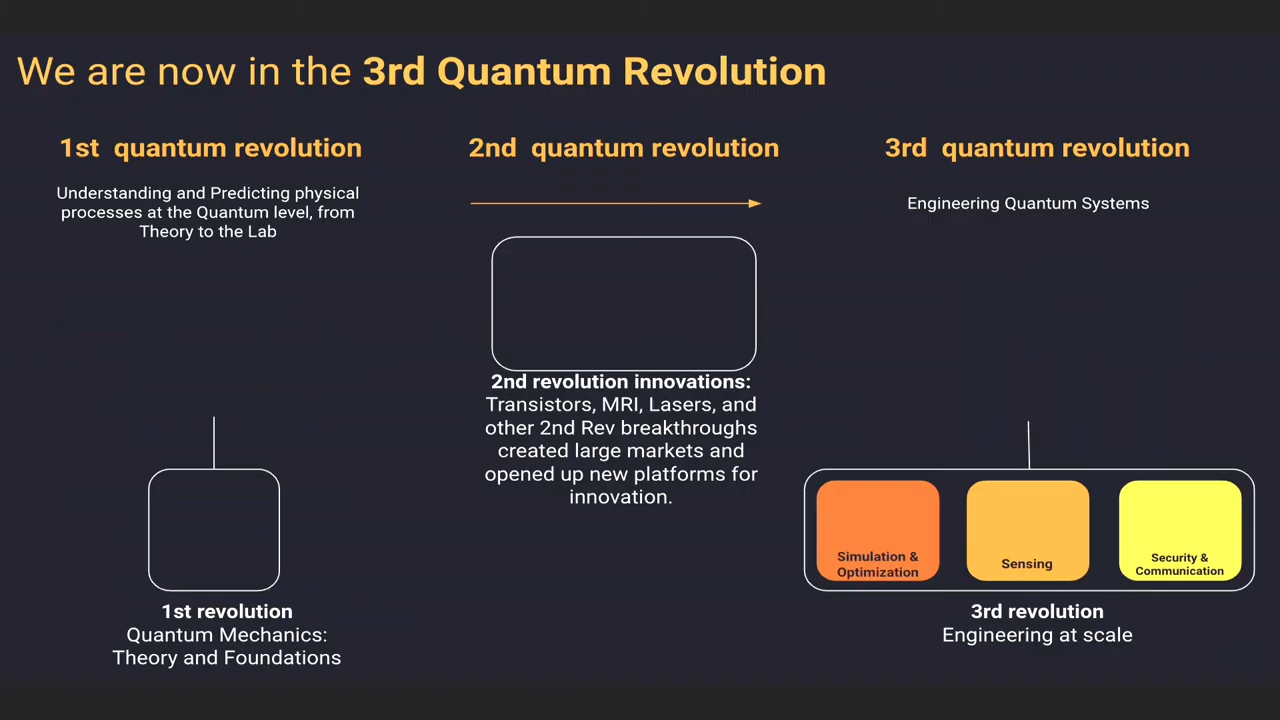 We are now in the 3rd Quantum Revolution
1st quantum revolution
Understanding and Predicting physical
processes at the Quantum level, from
Theory to the Lab
1st revolution
Quantum Mechanics:
Theory and Foundations
2nd quantum revolution
2nd revolution innovations:
Transistors, MRI, Lasers, and
other 2nd Rev breakthroughs
created large markets and
opened up new platforms for
innovation.
3rd quantum revolution
Engineering Quantum Systems
Simulation &
Optimization
Sensing
Security &
Communication
3rd revolution
Engineering at scale